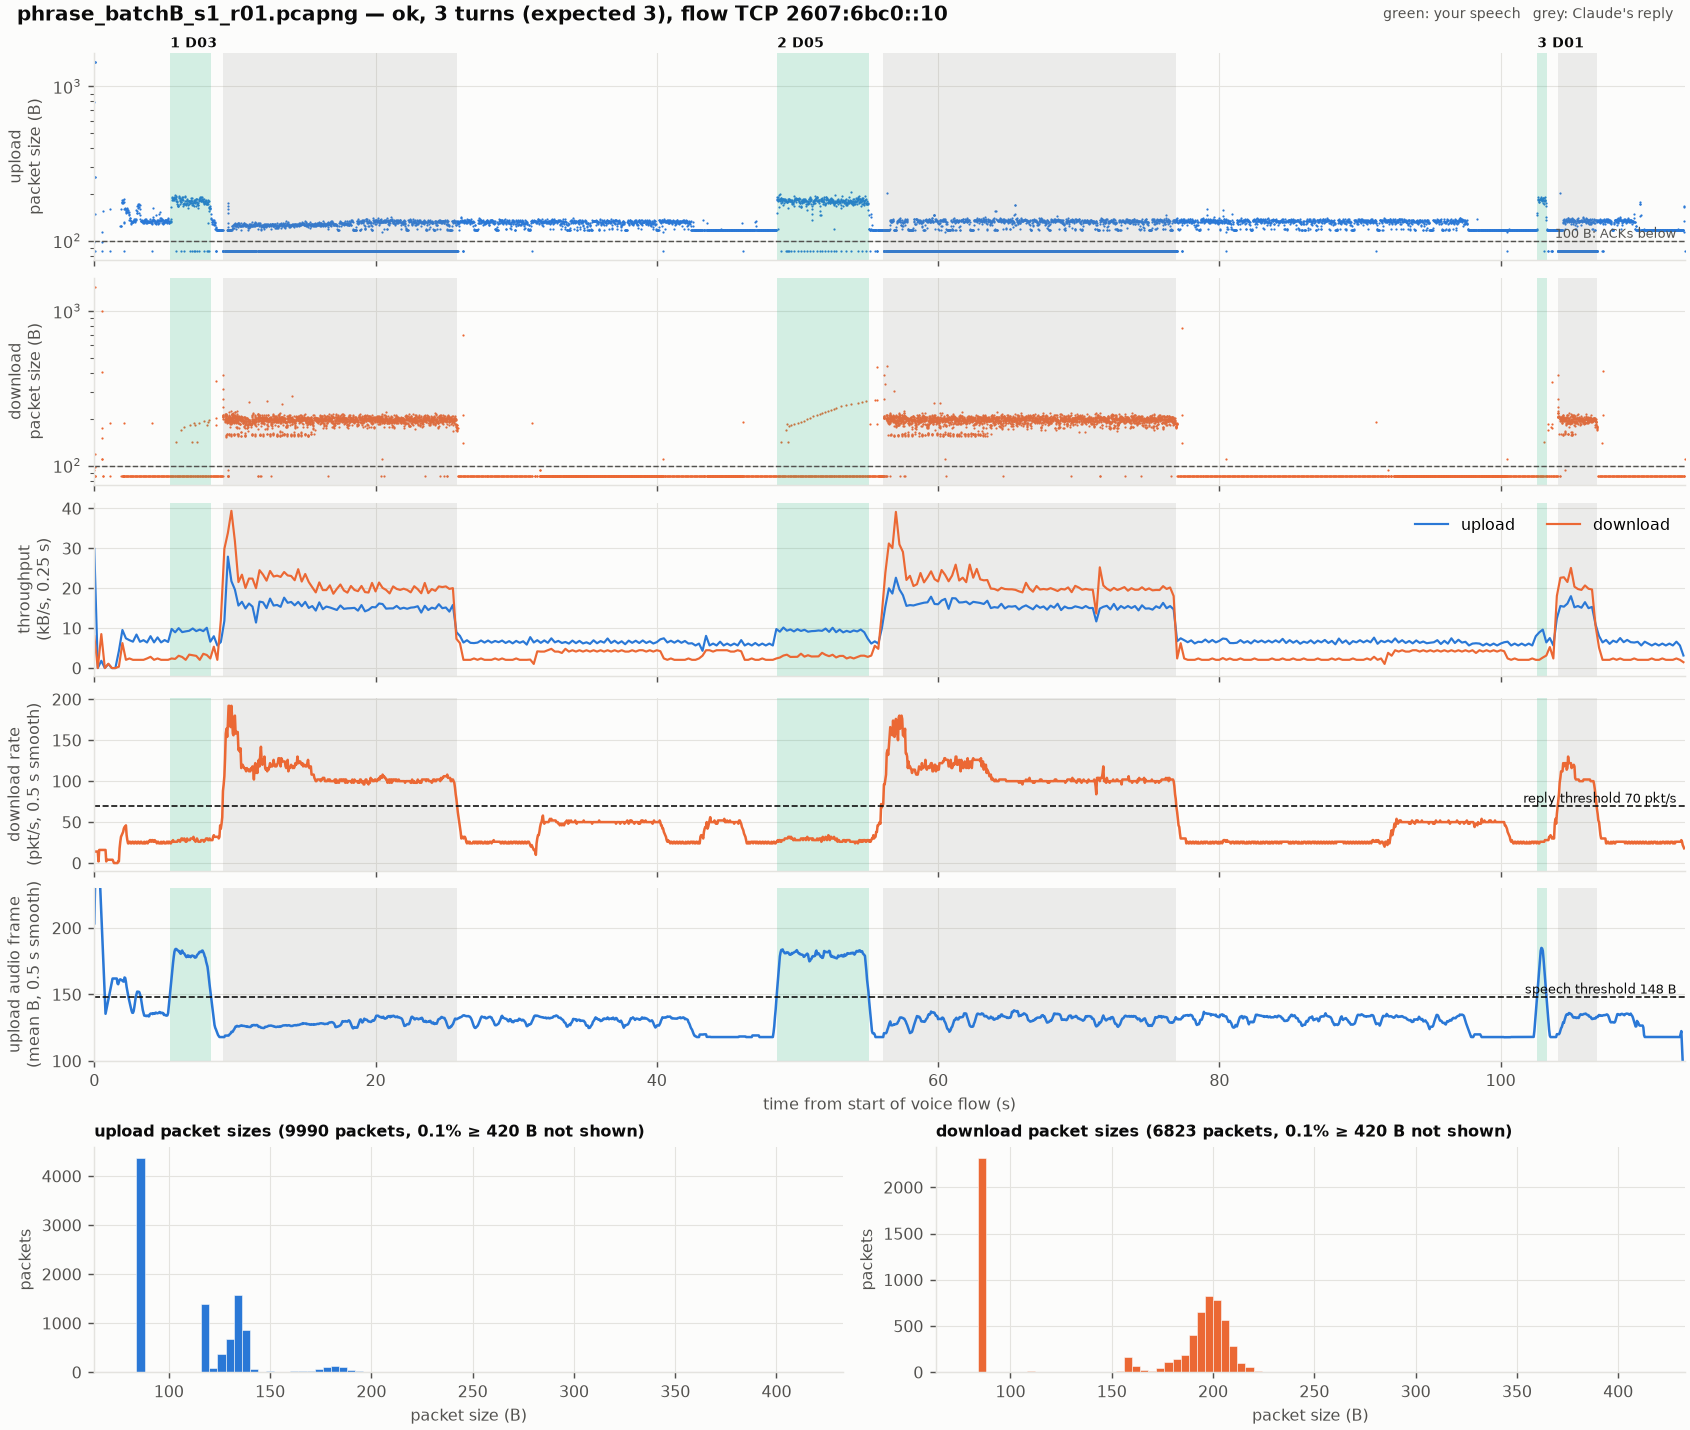 phrase_batchB_s1_r01.pcapng — ok, 3 turns (expected 3), flow TCP 2607:6bc0::10
green: your speech   grey: Claude's reply
1 D03
2 D05
3 D01
upload
packet size (B)
10³
10²
100 B: ACKs below
download
packet size (B)
10³
10²
throughput
(kB/s, 0.25 s)
40
30
20
10
0
upload
download
download rate
(pkt/s, 0.5 s smooth)
200
150
100
50
0
reply threshold 70 pkt/s
upload audio frame
(mean B, 0.5 s smooth)
200
150
100
speech threshold 148 B
0 20 40 60 80 100
time from start of voice flow (s)
upload packet sizes (9990 packets, 0.1% ≥ 420 B not shown)
packets
4000
3000
2000
1000
0
100 150 200 250 300 350 400
packet size (B)
download packet sizes (6823 packets, 0.1% ≥ 420 B not shown)
packets
2000
1500
1000
500
0
100 150 200 250 300 350 400
packet size (B)